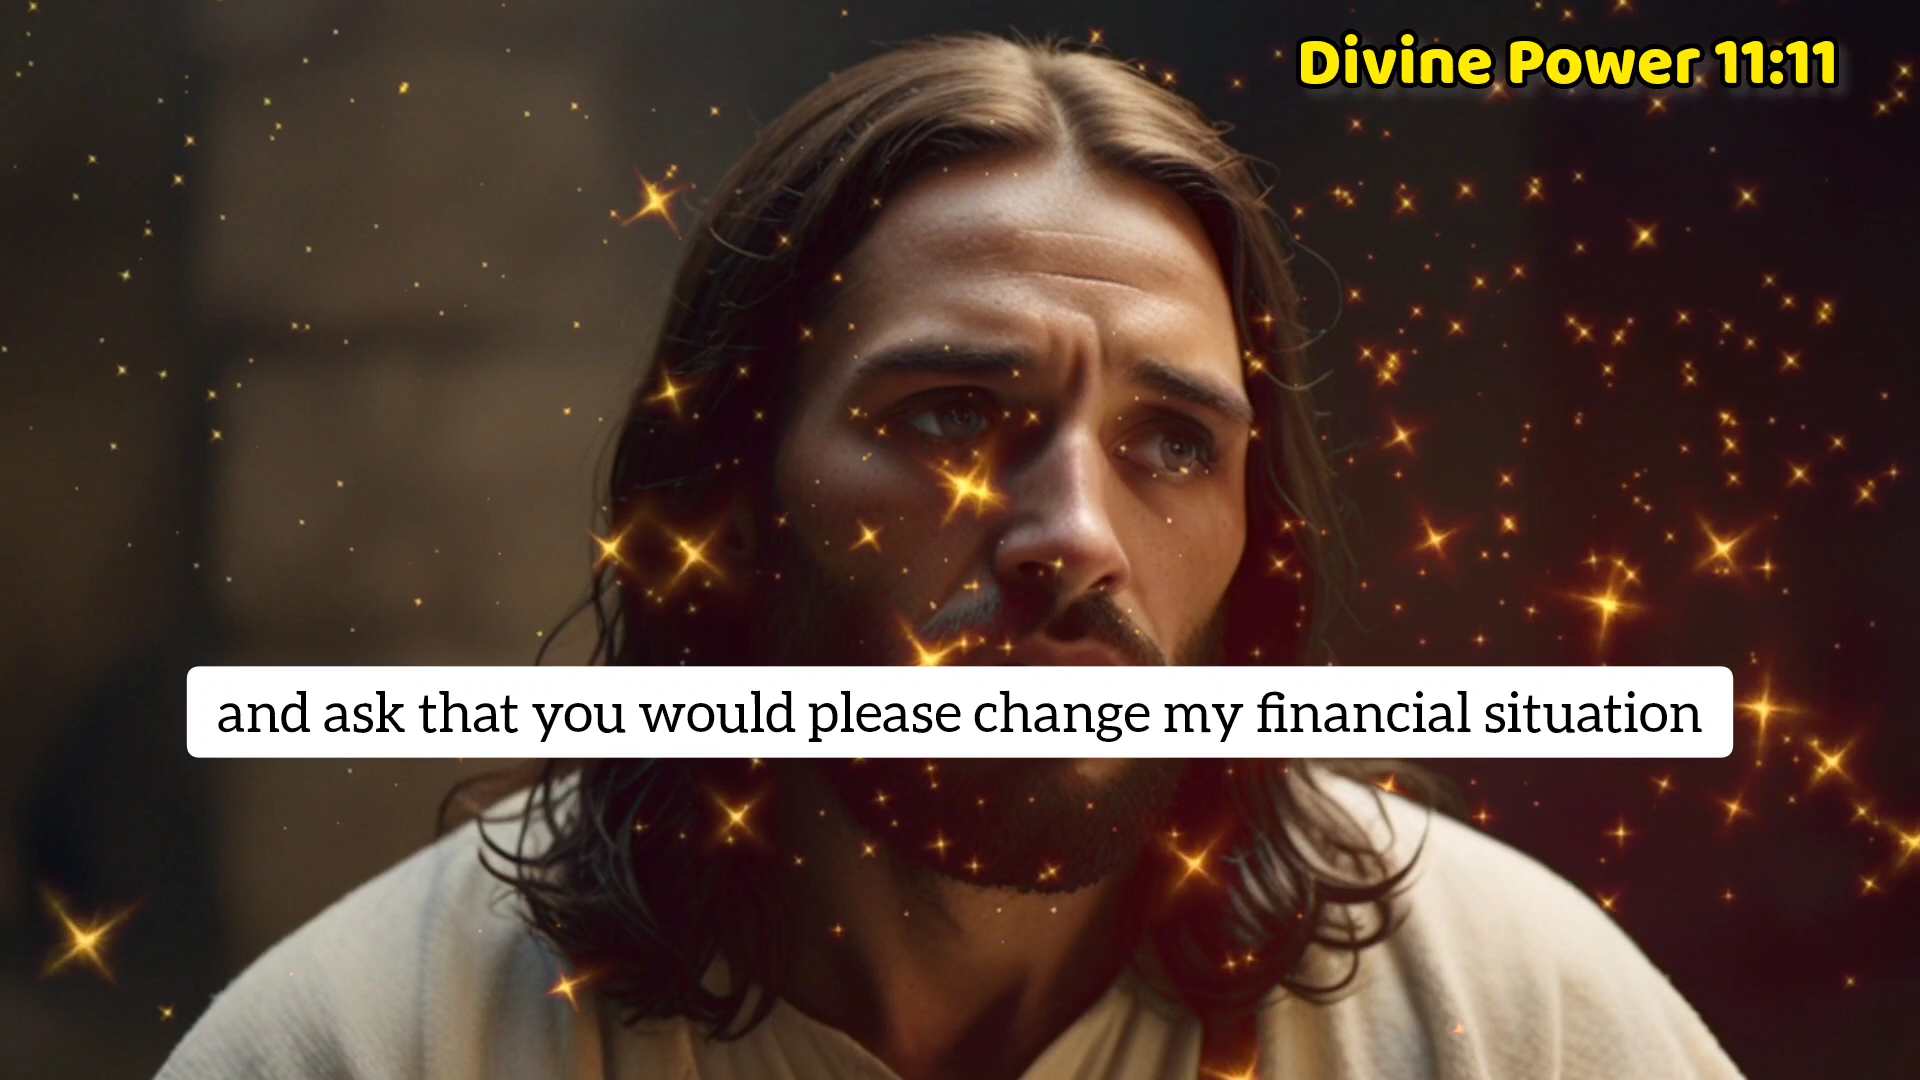 Divine Power 11:11
and ask that you would please change my financial situation